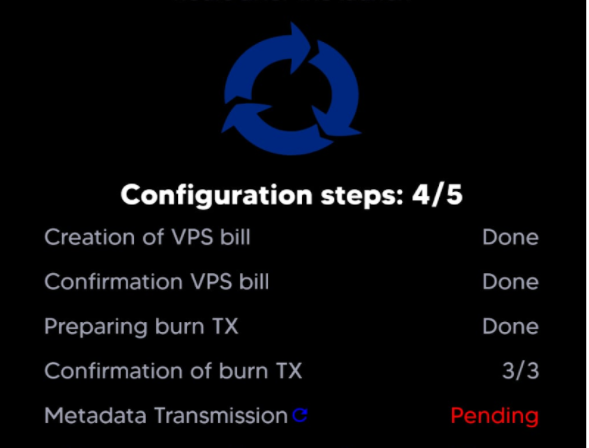 Configuration steps: 4/5
Creation of VPS bill Done
Confirmation VPS bill Done
Preparing burn TX Done
Confirmation of burn TX 3/3
Metadata Transmission Pending